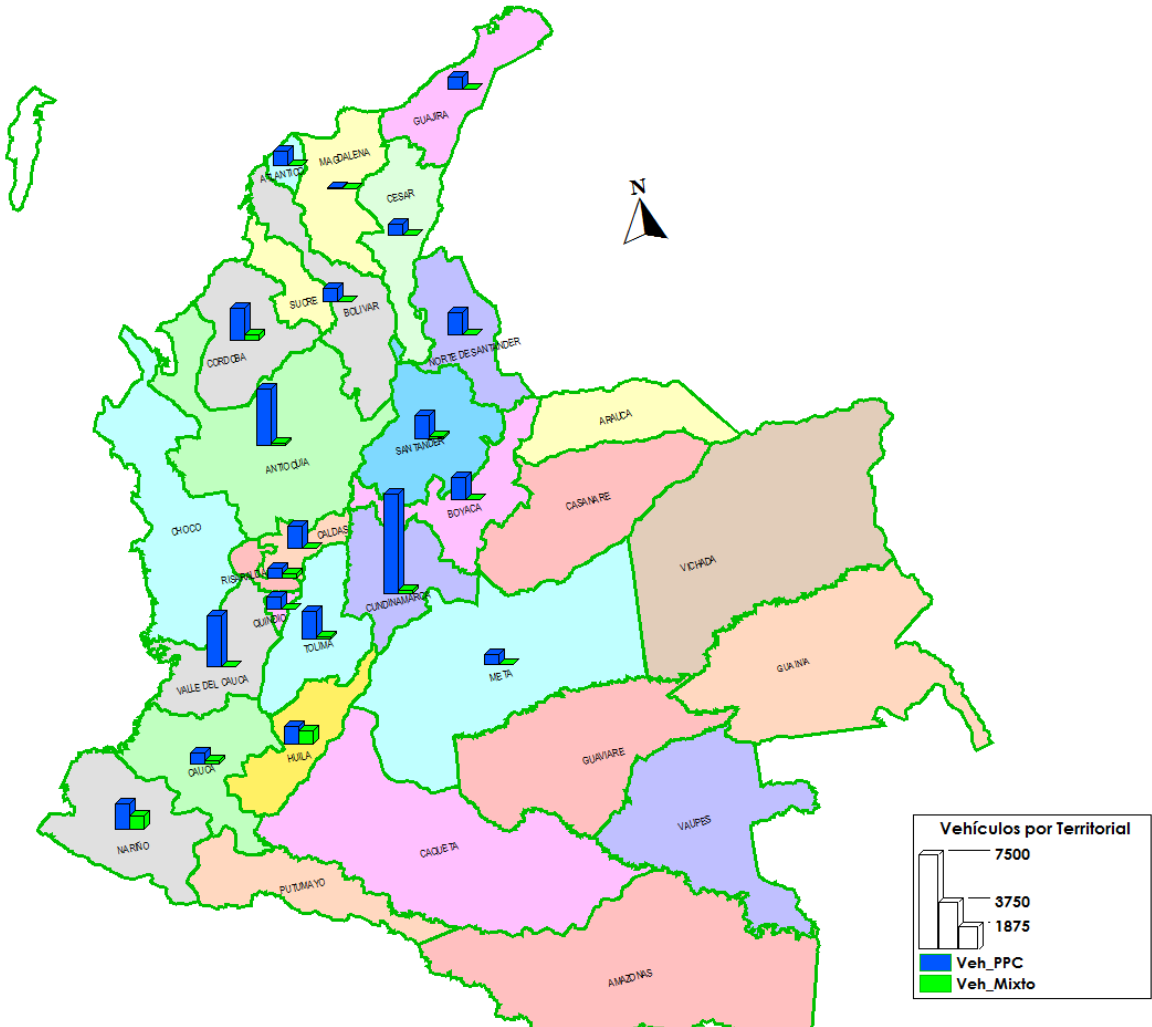 GUAJIRA
MAGDALENA
ATLANTICO
CESAR
N
SUCRE
BOLIVAR
CORDOBA
NORTE DE SANTANDER
ARAUCA
SANTANDER
ANTIOQUIA
CASANARE
BOYACA
CHOCO
CALDAS
VICHADA
RISARALDA
CUNDINAMARCA
QUINDIO
TOLIMA
GUAINIA
META
VALLE DEL CAUCA
HUILA
GUAVIARE
CAUCA
VAUPES
NARIÑO
CAQUETA
PUTUMAYO
AMAZONAS
Vehículos por Territorial
7500
3750
1875
Veh_PPC
Veh_Mixto